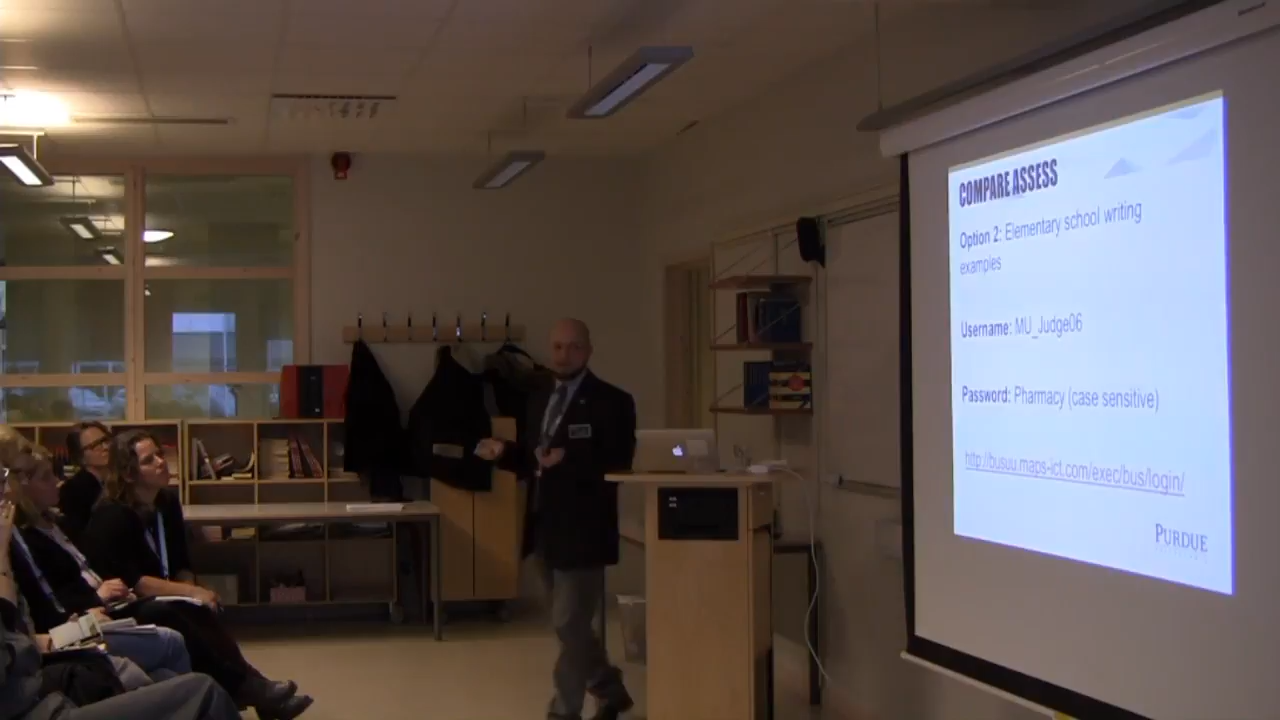 COMPARE ASSESS
Option 2: Elementary school writing
examples
Username: MU_Judge06
Password: Pharmacy (case sensitive)
http://busuu.maps-ict.com/exec/bus/login/
PURDUE